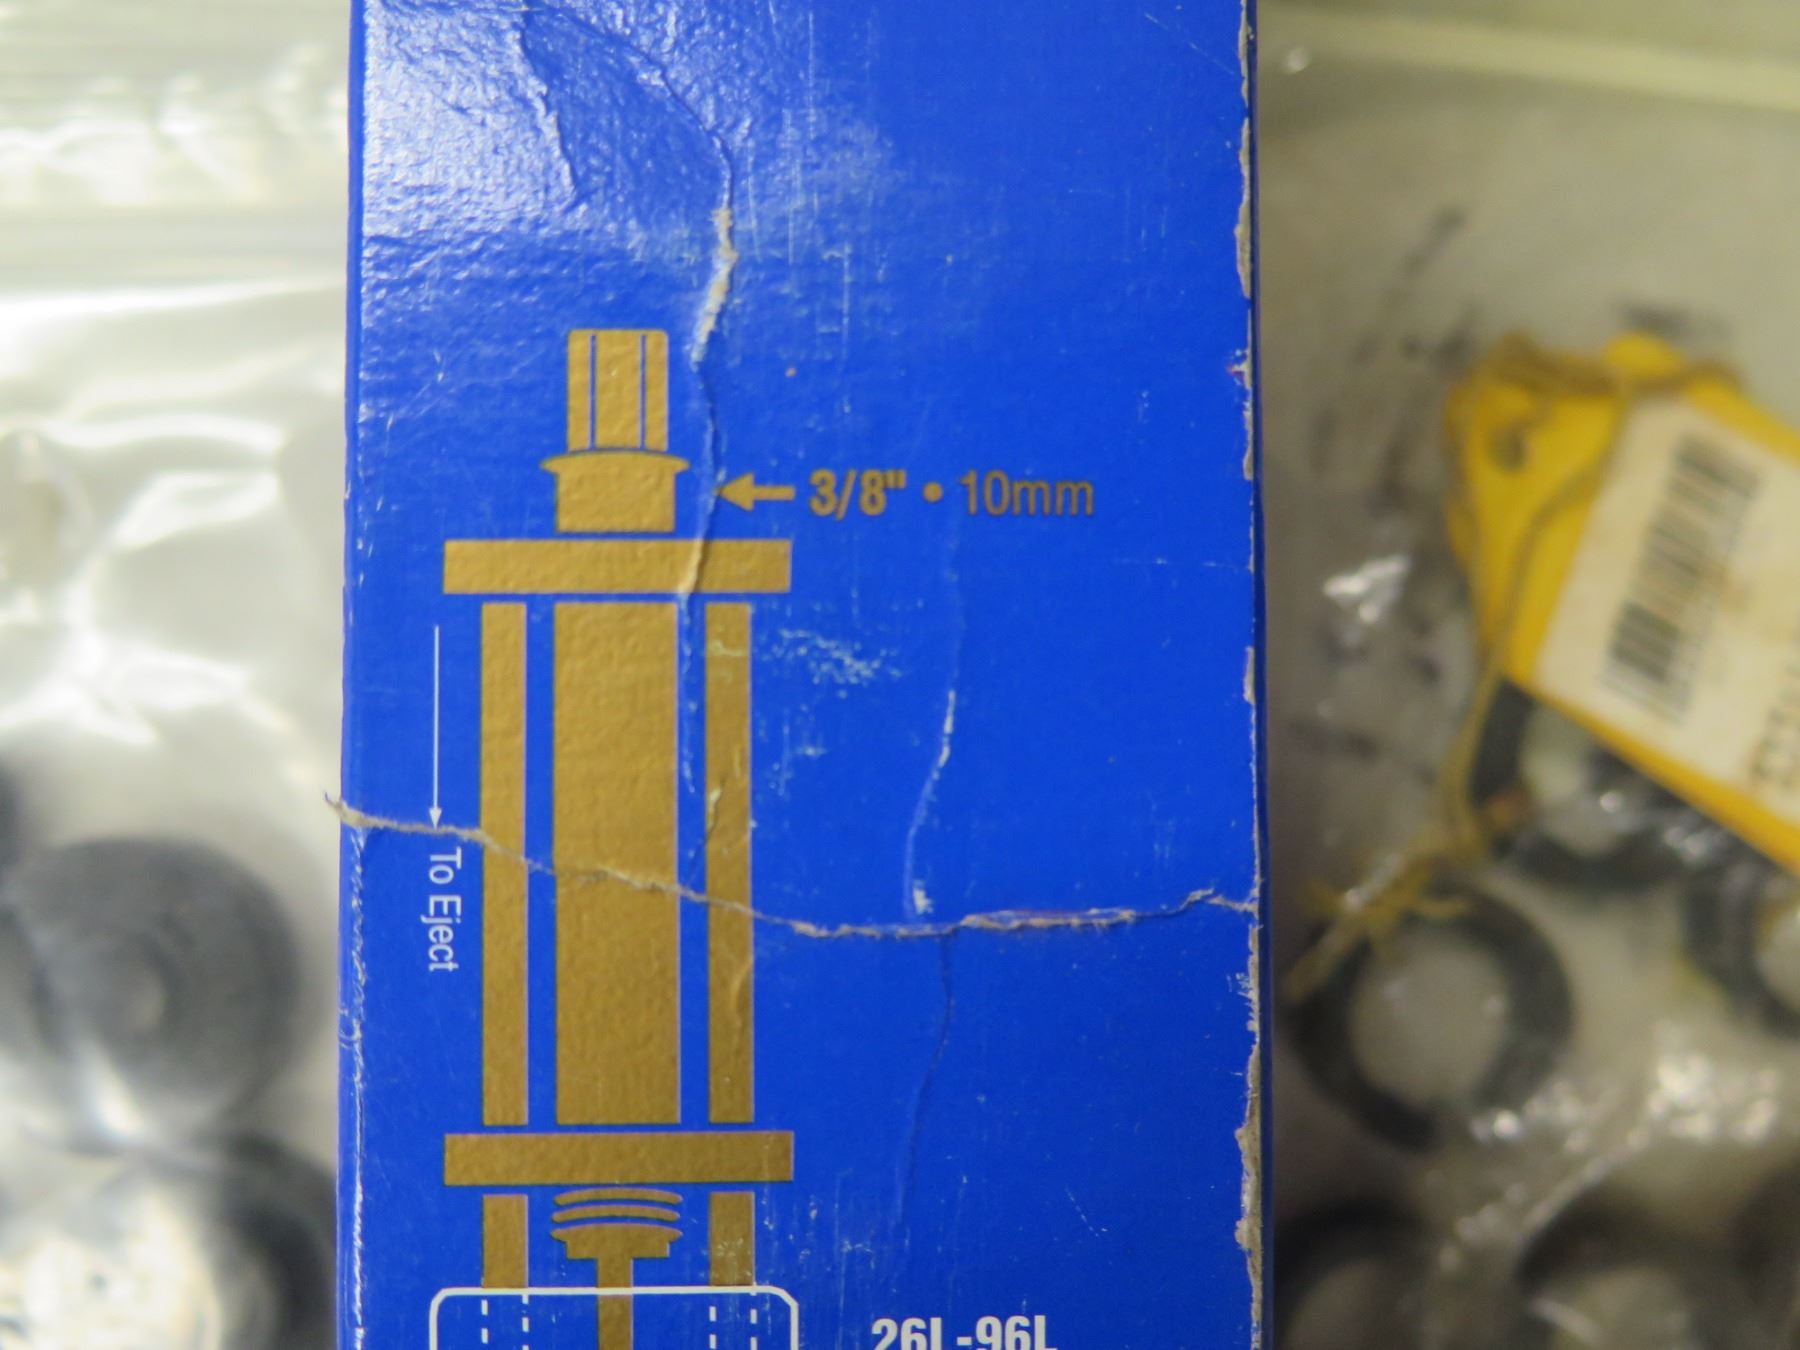 3/8" • 10mm
To Eject
26L-96L